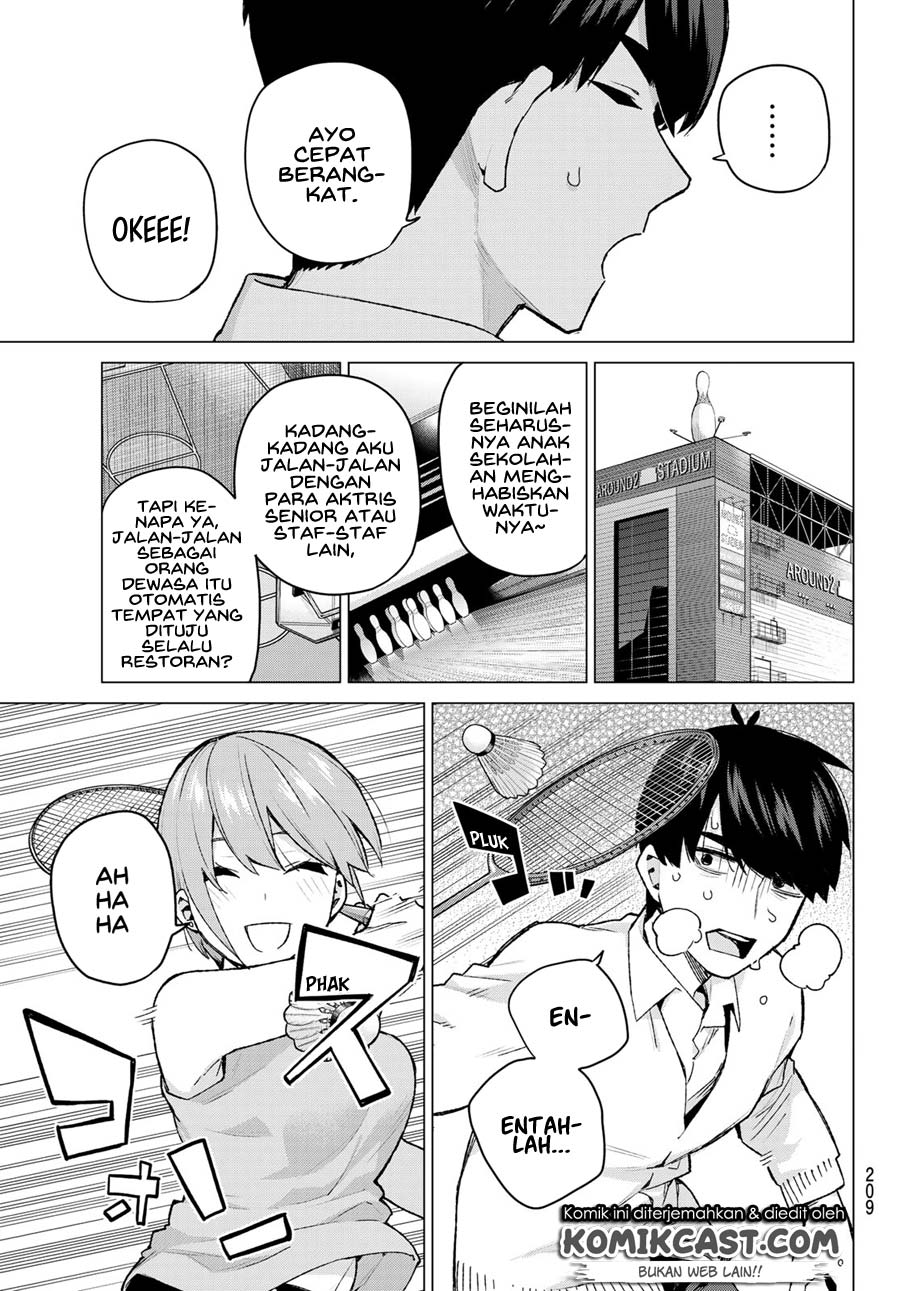 ......
AYO
CEPAT
BERANG-
KAT.
OKEEE!
AROUND2 STADIUM
AROUND2
BEGINILAH
SEHARUS-
NYA ANAK
SEKOLAH-
AN MENG-
HABISKAN
WAKTU-
NYA~
KADANG-
KADANG AKU
JALAN-JALAN
DENGAN
PARA AKTRIS
SENIOR ATAU
STAF-STAF
LAIN,
TAPI KE-
NAPA YA,
JALAN-JALAN
SEBAGAI
ORANG
DEWASA ITU
OTOMATIS
TEMPAT YANG
DITUJU
SELALU
RESTORAN?
PLUK
EN-
ENTAH-
LAH...
AH
HA
HA
PHAK
209
Komik ini diterjemahkan & diedit oleh
KOMIKCAST.COM
BUKAN WEB LAIN!!